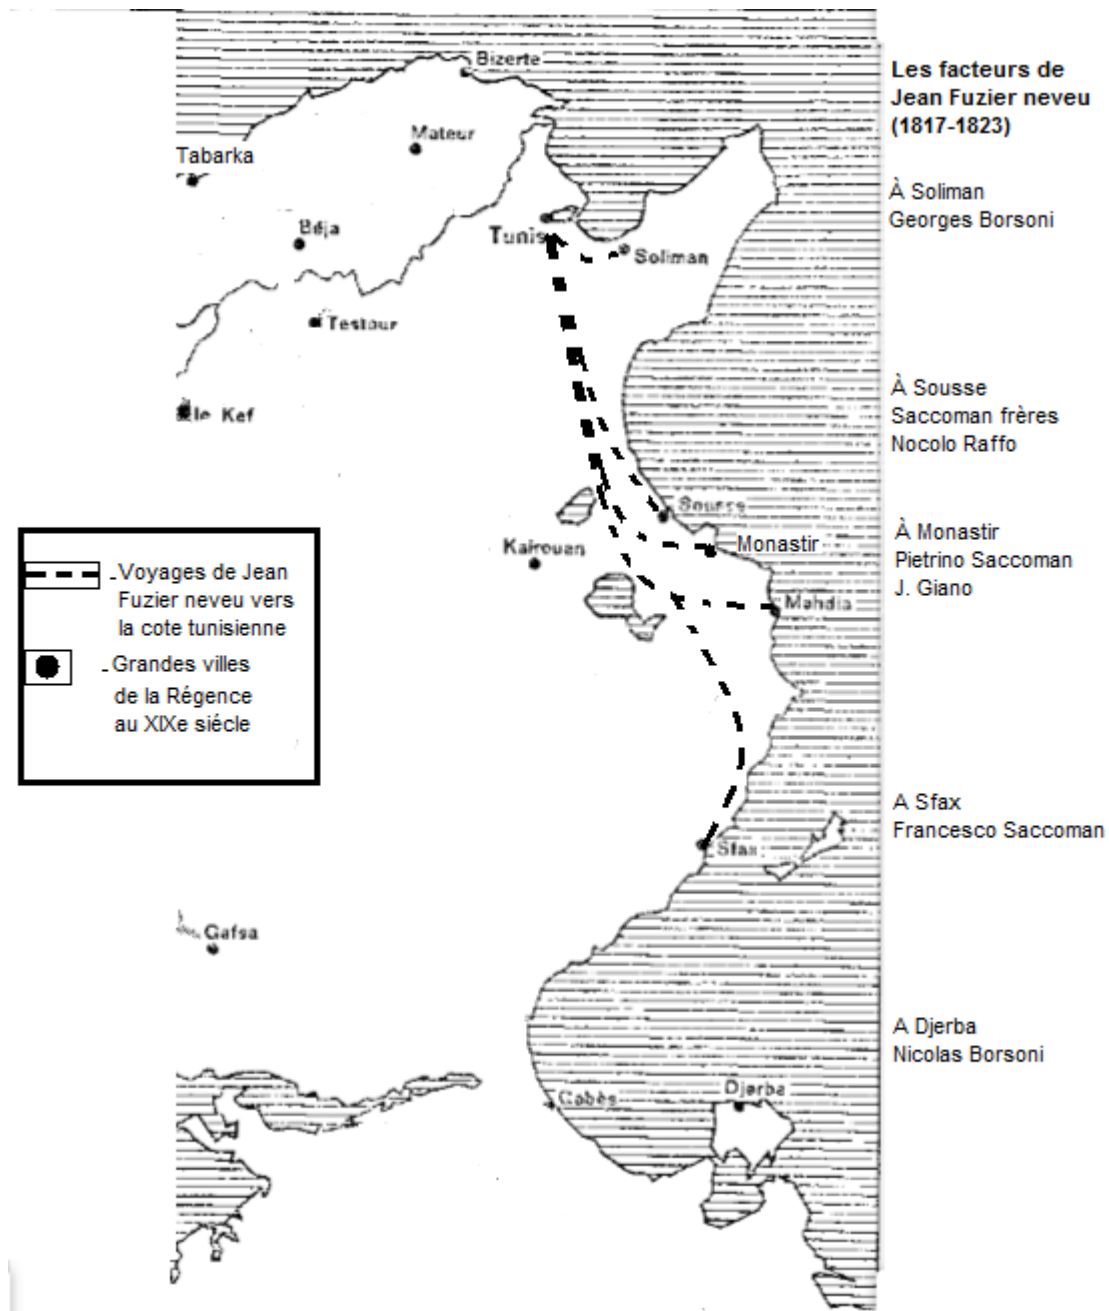 Bizerte
Mateur
Tabarka
Béja
Tunis
Soliman
Testour
le Kef
Sousse
Kairouan
Monastir
Mahdia
Sfax
Gafsa
Gabès
Djerba
Voyages de Jean
Fuzier neveu vers
la cote tunisienne
Grandes villes
de la Régence
au XIXe siécle
Les facteurs de
Jean Fuzier neveu
(1817-1823)
À Soliman
Georges Borsoni
À Sousse
Saccoman frères
Nocolo Raffo
À Monastir
Pietrino Saccoman
J. Giano
A Sfax
Francesco Saccoman
A Djerba
Nicolas Borsoni